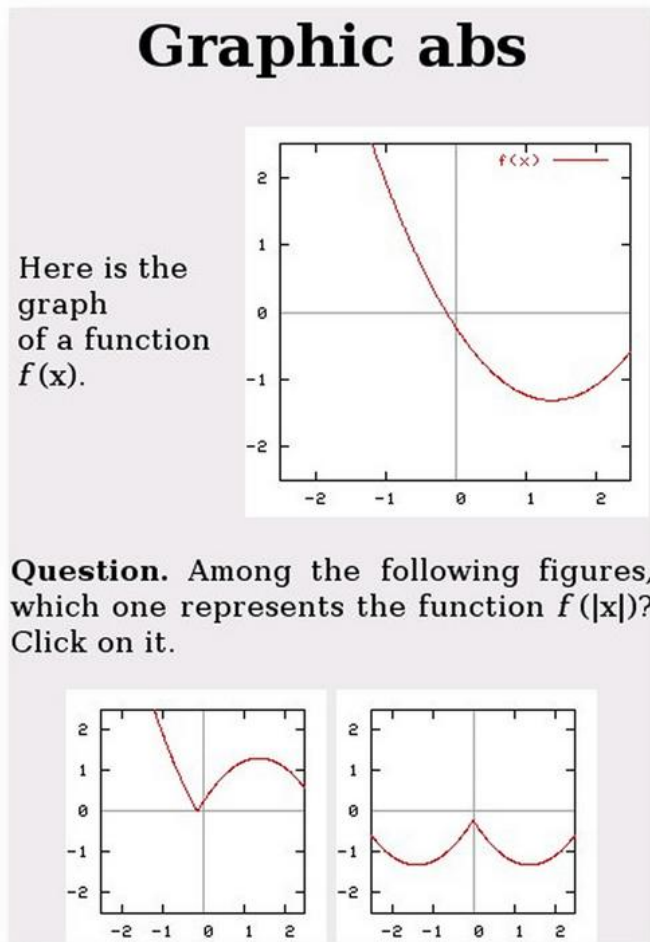 Graphic abs
f(x)
2
1
0
-1
-2
-2 -1 0 1 2
Here is the
graph
of a function
f (x).
Question. Among the following figures,
which one represents the function f (|x|)?
Click on it.
2
1
0
-1
-2
-2 -1 0 1 2
2
1
0
-1
-2
-2 -1 0 1 2